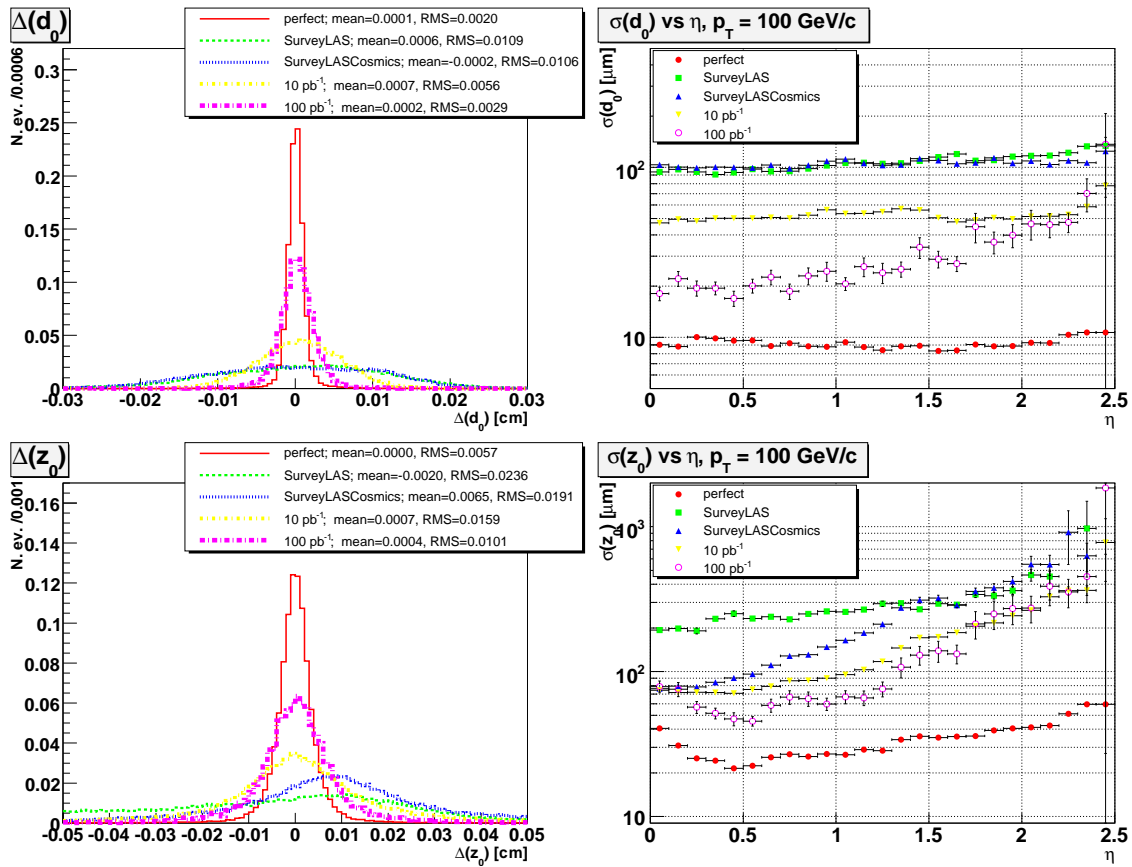 Δ(d0)
perfect; mean=0.0001, RMS=0.0020
SurveyLAS; mean=0.0006, RMS=0.0109
SurveyLASCosmics; mean=-0.0002, RMS=0.0106
10 pb-1; mean=0.0007, RMS=0.0056
100 pb-1; mean=0.0002, RMS=0.0029
N. ev. /0.0006
0.3
0.25
0.2
0.15
0.1
0.05
0
-0.03 -0.02 -0.01 0 0.01 0.02 0.03
Δ(d0) [cm]
σ(d0) vs η, pT = 100 GeV/c
σ(d0) [μm]
perfect
SurveyLAS
SurveyLASCosmics
10 pb-1
100 pb-1
102
10
0 0.5 1 1.5 2 2.5
η
Δ(z0)
perfect; mean=0.0000, RMS=0.0057
SurveyLAS; mean=-0.0020, RMS=0.0236
SurveyLASCosmics; mean=0.0065, RMS=0.0191
10 pb-1; mean=0.0007, RMS=0.0159
100 pb-1; mean=0.0004, RMS=0.0101
N. ev. /0.001
0.16
0.14
0.12
0.1
0.08
0.06
0.04
0.02
0
-0.05 -0.04 -0.03 -0.02 -0.01 0 0.01 0.02 0.03 0.04 0.05
Δ(z0) [cm]
σ(z0) vs η, pT = 100 GeV/c
σ(z0) [μm]
perfect
SurveyLAS
SurveyLASCosmics
10 pb-1
100 pb-1
103
102
10
0 0.5 1 1.5 2 2.5
η